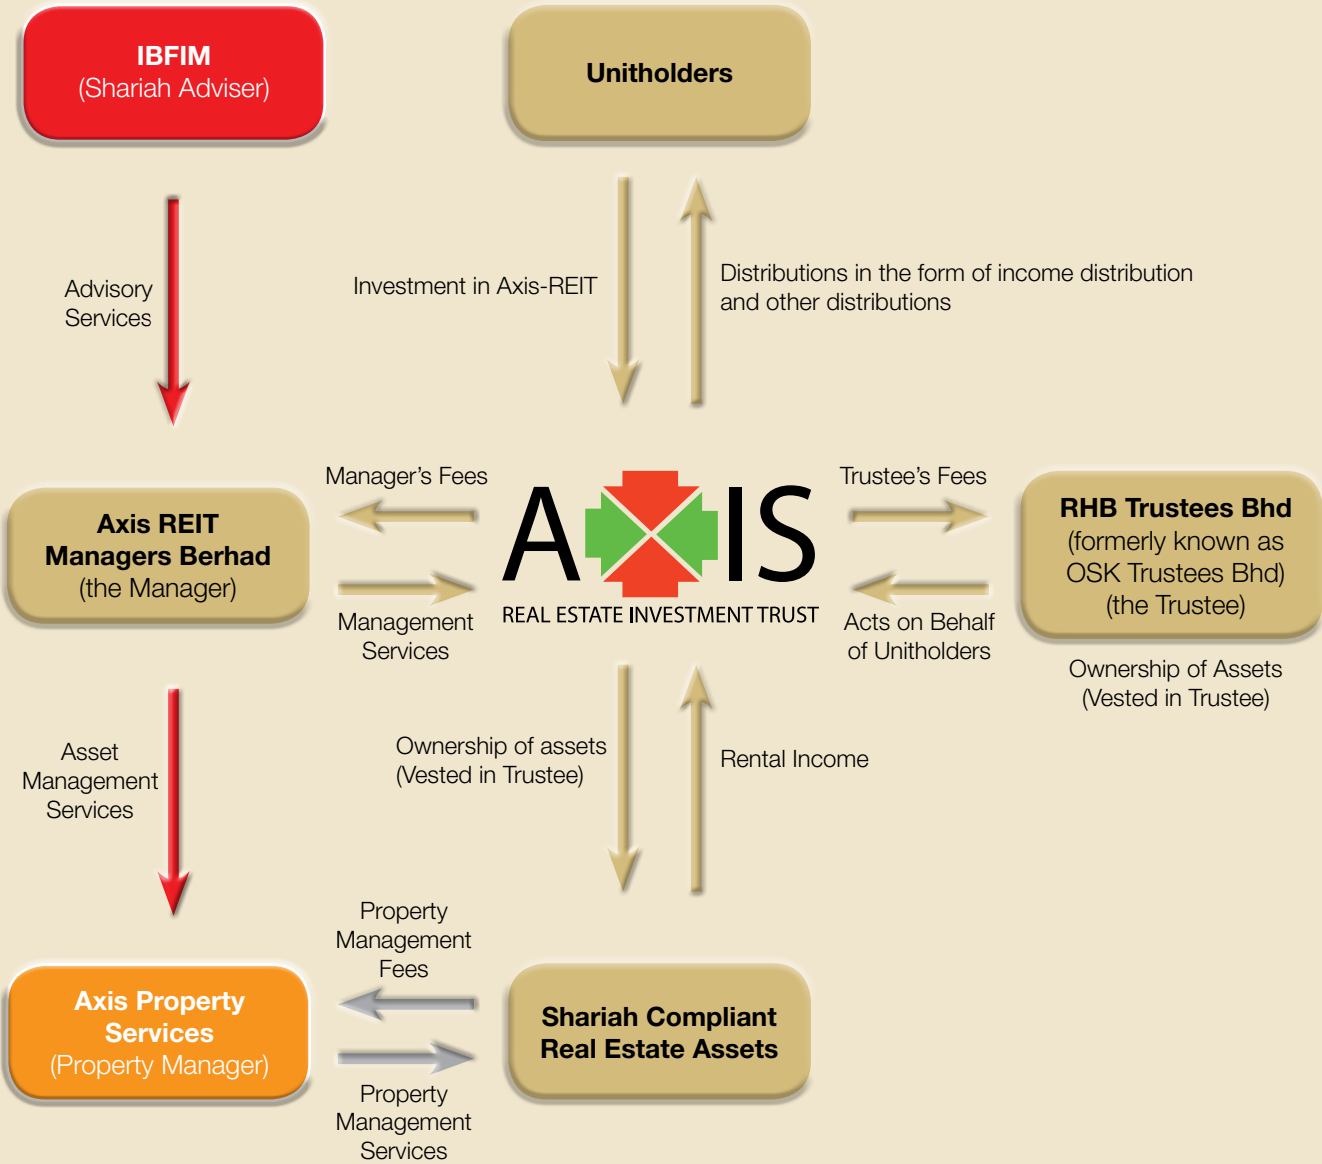 IBFIM
(Shariah Adviser)
Unitholders
Advisory
Services
Investment in Axis-REIT
Distributions in the form of income distribution
and other distributions
Manager's Fees
Trustee's Fees
Axis REIT
Managers Berhad
(the Manager)
AXIS
REAL ESTATE INVESTMENT TRUST
RHB Trustees Bhd
(formerly known as
OSK Trustees Bhd)
(the Trustee)
Management
Services
Acts on Behalf
of Unitholders
Ownership of Assets
(Vested in Trustee)
Asset
Management
Services
Ownership of assets
(Vested in Trustee)
Rental Income
Property
Management
Fees
Axis Property
Services
(Property Manager)
Shariah Compliant
Real Estate Assets
Property
Management
Services